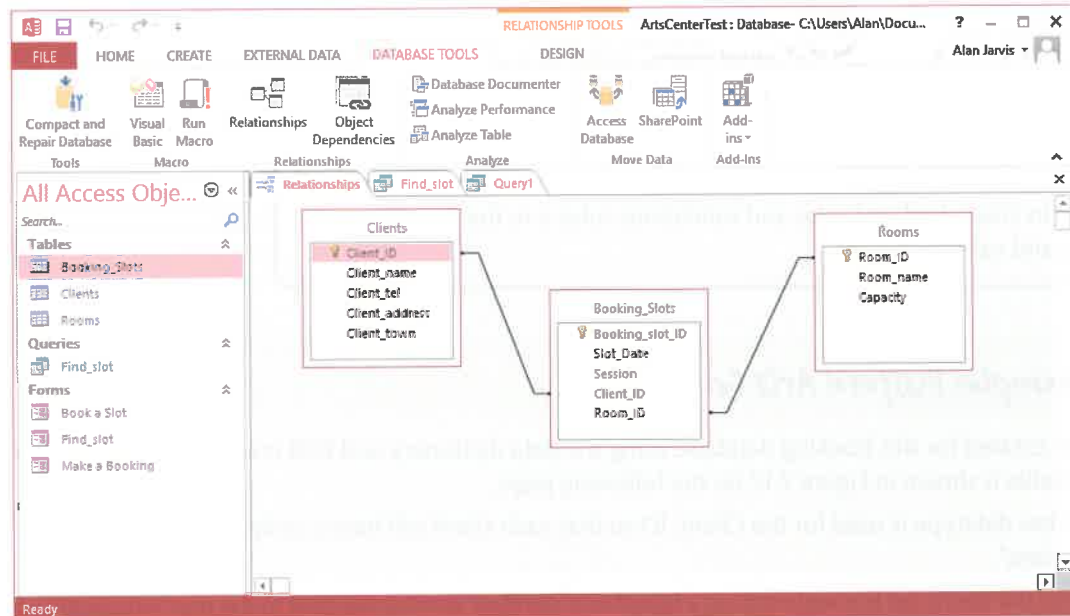 RELATIONSHIP TOOLS ArtsCenterTest : Database- C:\Users\Alan\Docu... ?
FILE HOME CREATE EXTERNAL DATA DATABASE TOOLS DESIGN Alan Jarvis
Compact and Repair Database
Tools
Visual Basic
Run Macro
Macro
Relationships
Object Dependencies
Relationships
Database Documenter
Analyze Performance
Analyze Table
Analyze
Access Database
SharePoint
Move Data
Add-ins
Add-Ins
All Access Obje...
Search...
Tables
Booking_Slots
Clients
Rooms
Queries
Find_slot
Forms
Book a Slot
Find_slot
Make a Booking
Relationships
Find_slot
Query1
Clients
Client_ID
Client_name
Client_tel
Client_address
Client_town
Booking_Slots
Booking_slot_ID
Slot_Date
Session
Client_ID
Room_ID
Rooms
Room_ID
Room_name
Capacity
Ready